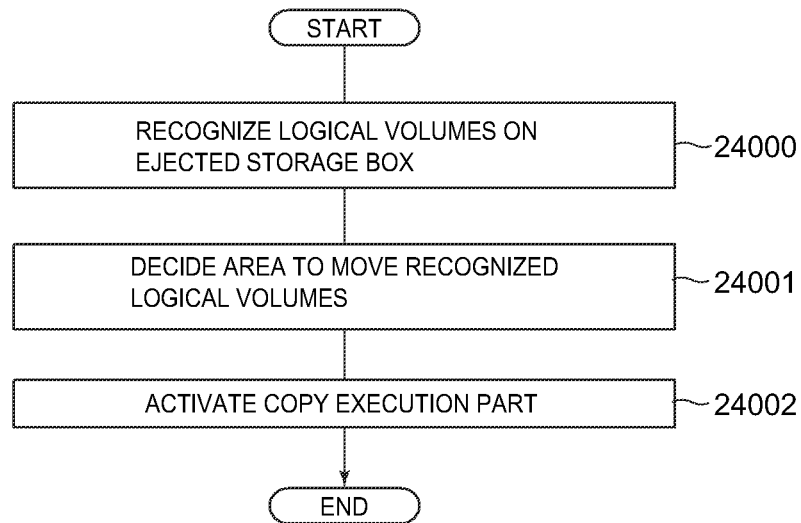 START
RECOGNIZE LOGICAL VOLUMES ON
EJECTED STORAGE BOX
24000
DECIDE AREA TO MOVE RECOGNIZED
LOGICAL VOLUMES
24001
ACTIVATE COPY EXECUTION PART
24002
END